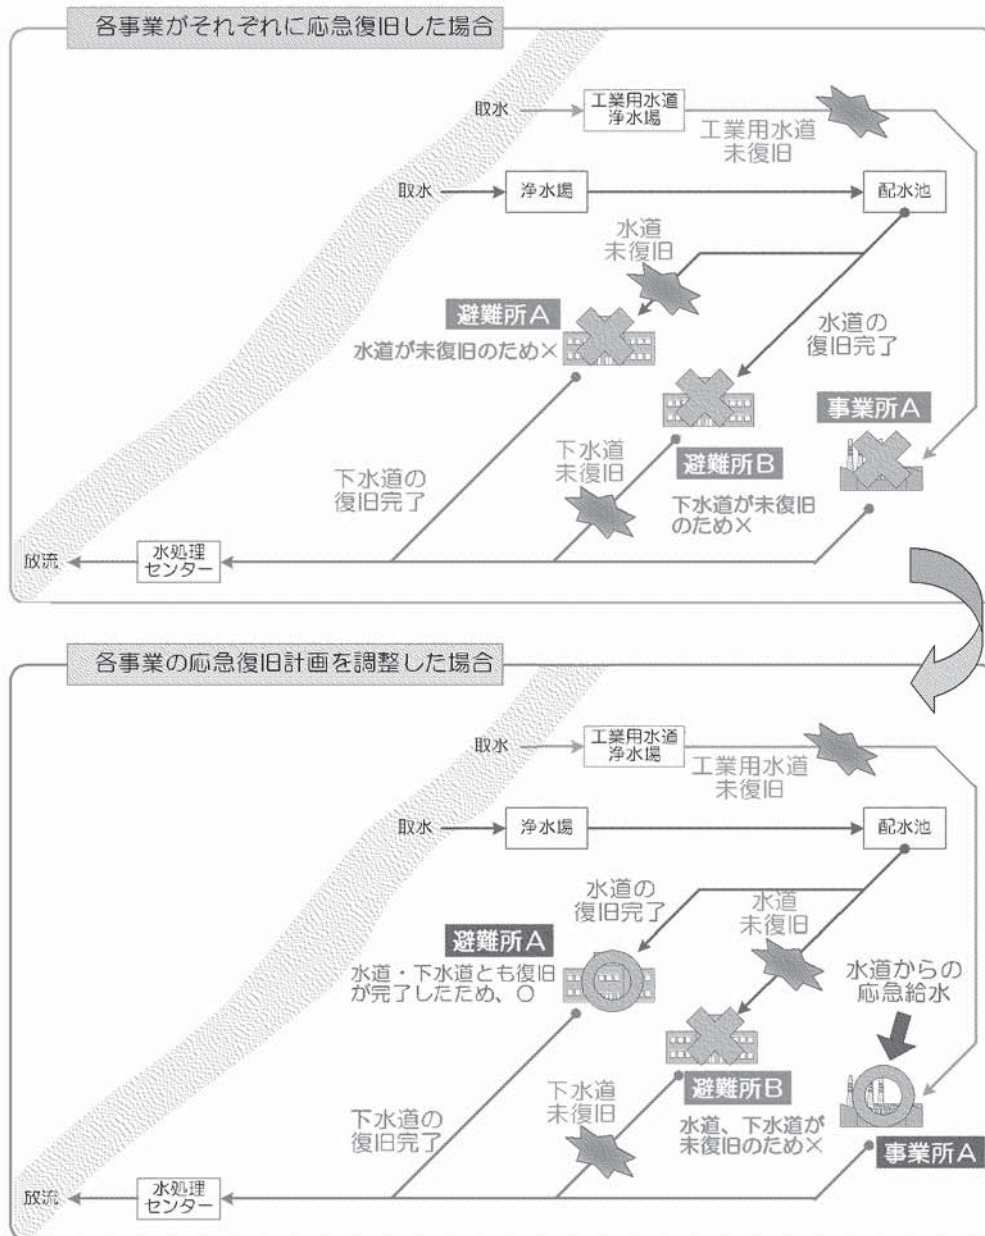 各事業がそれぞれに応急復旧した場合
取水
工業用水道
浄水場
工業用水道
未復旧
取水
浄水場
配水池
水道
未復旧
避難所A
水道が未復旧のため×
水道の
復旧完了
事業所A
下水道
未復旧
避難所B
下水道が未復旧
のため×
下水道の
復旧完了
放流
水処理
センター
各事業の応急復旧計画を調整した場合
取水
工業用水道
浄水場
工業用水道
未復旧
取水
浄水場
配水池
水道の
復旧完了
水道
未復旧
避難所A
水道・下水道とも復旧
が完了したため、○
水道からの
応急給水
避難所B
水道、下水道が
未復旧のため×
下水道
未復旧
下水道の
復旧完了
事業所A
放流
水処理
センター